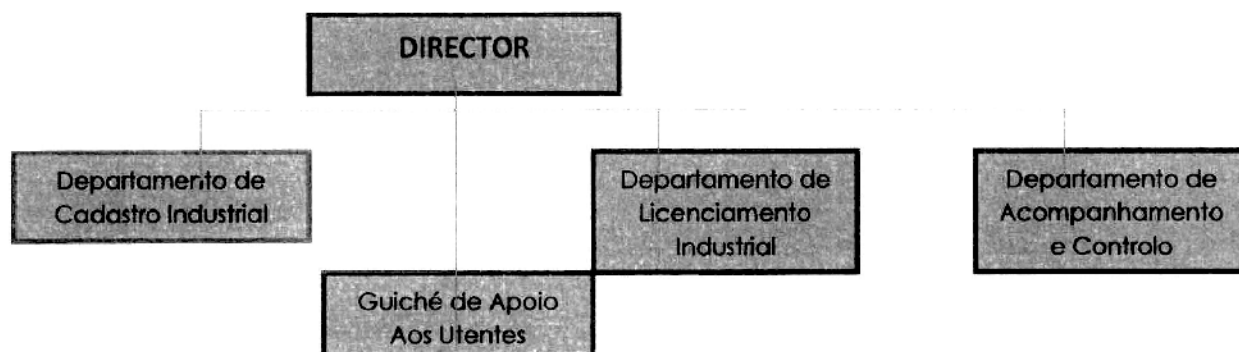 DIRECTOR
Departamento de
Cadastro Industrial
Departamento de
Licenciamento
Industrial
Departamento de
Acompanhamento
e Controlo
Guiché de Apoio
Aos Utentes